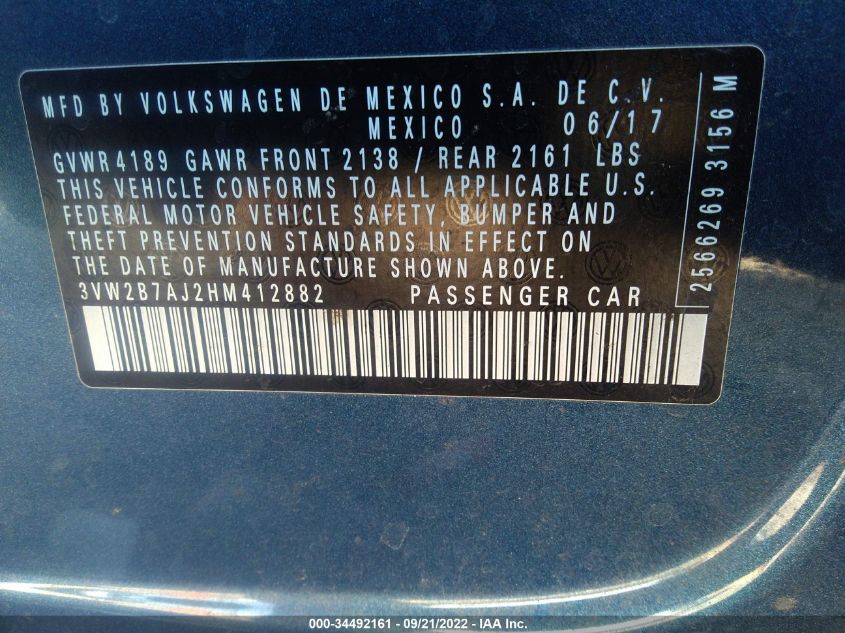 MFD BY VOLKSWAGEN DE MEXICO S.A. DE C.V.
MEXICO 06/17
GVWR 4189 GAWR FRONT 2138 / REAR 2161 LBS
THIS VEHICLE CONFORMS TO ALL APPLICABLE U.S.
FEDERAL MOTOR VEHICLE SAFETY, BUMPER AND
THEFT PREVENTION STANDARDS IN EFFECT ON
THE DATE OF MANUFACTURE SHOWN ABOVE.
3VW2B7AJ2HM412882 PASSENGER CAR
2566269 3156 M
000-34492161 - 09/21/2022 - IAA Inc.